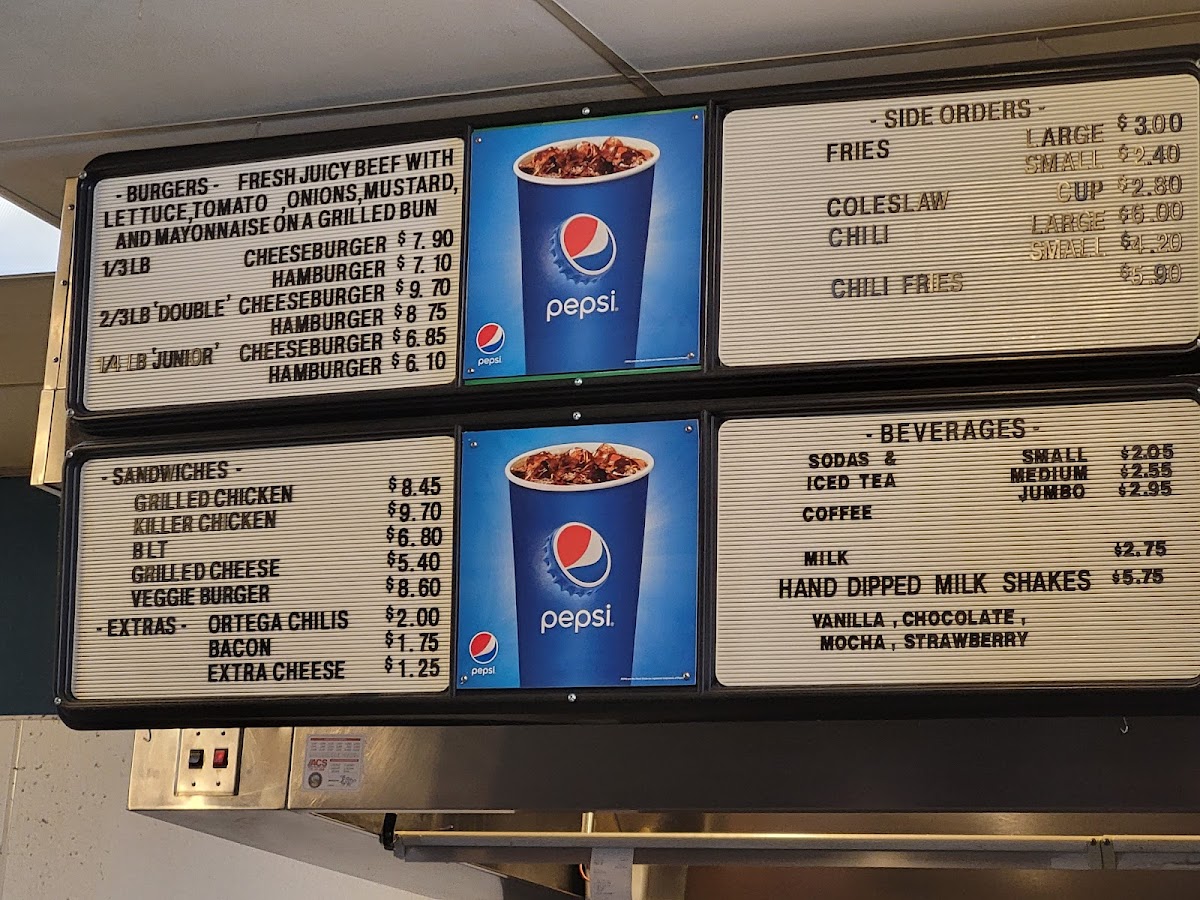 - BURGERS - FRESH JUICY BEEF WITH
LETTUCE,TOMATO ,ONIONS,MUSTARD,
AND MAYONNAISE ON A GRILLED BUN
1/3 LB CHEESEBURGER $7.90
HAMBURGER $7.10
2/3LB 'DOUBLE' CHEESEBURGER $9.70
HAMBURGER $8 75
1/4 LB 'JUNIOR' CHEESEBURGER $6.85
HAMBURGER $6.10
pepsi
pepsi
- SIDE ORDERS -
FRIES LARGE $3.00
SMALL $2.40
COLESLAW CUP $2.80
CHILI LARGE $6.00
SMALL $4.20
CHILI FRIES $5.90
- SANDWICHES -
GRILLED CHICKEN $8.45
KILLER CHICKEN $9.70
BLT $6.80
GRILLED CHEESE $5.40
VEGGIE BURGER $8.60
- EXTRAS - ORTEGA CHILIS $2.00
BACON $1.75
EXTRA CHEESE $1.25
pepsi
pepsi
- BEVERAGES -
SODAS & SMALL $2.05
ICED TEA MEDIUM $2.55
JUMBO $2.95
COFFEE
MILK $2.75
HAND DIPPED MILK SHAKES $5.75
VANILLA , CHOCOLATE ,
MOCHA , STRAWBERRY
ACS